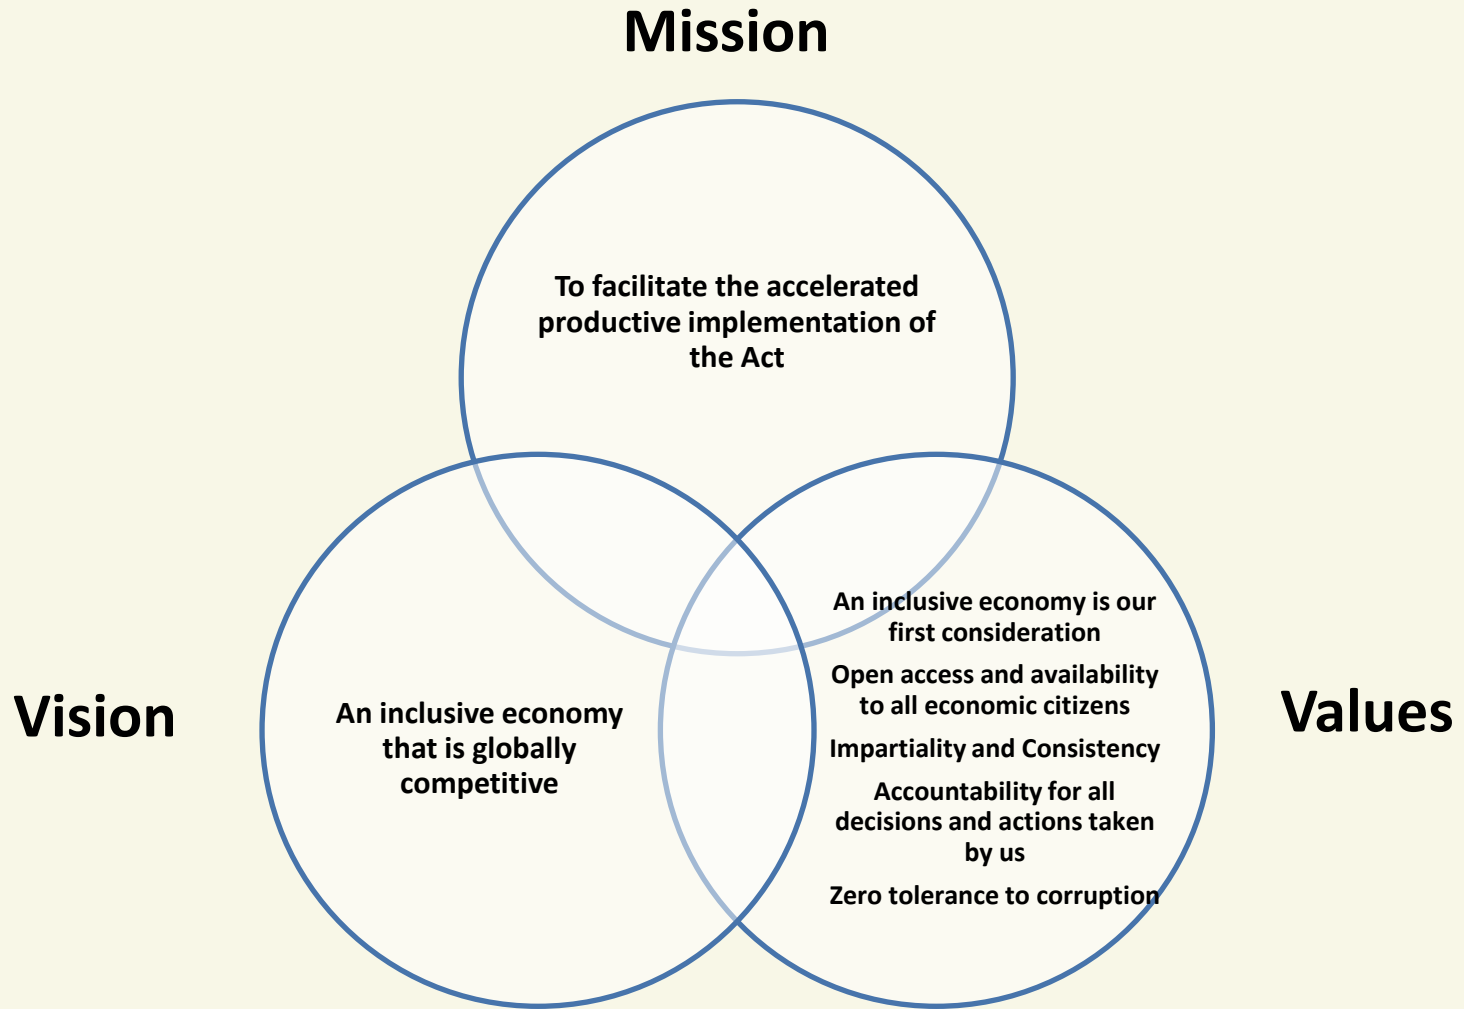 Mission
To facilitate the accelerated
productive implementation of
the Act
Vision
An inclusive economy
that is globally
competitive
Values
An inclusive economy is our
first consideration
Open access and availability
to all economic citizens
Impartiality and Consistency
Accountability for all
decisions and actions taken
by us
Zero tolerance to corruption